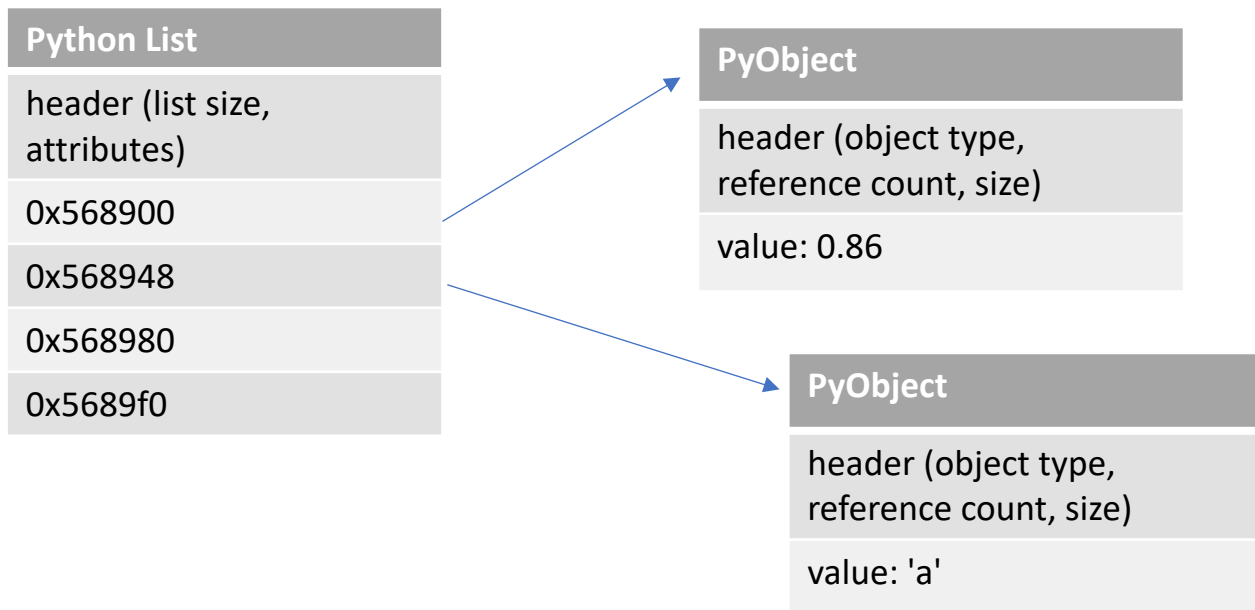 Python List
header (list size,
attributes)
0x568900
0x568948
0x568980
0x5689f0
PyObject
header (object type,
reference count, size)
value: 0.86
PyObject
header (object type,
reference count, size)
value: 'a'